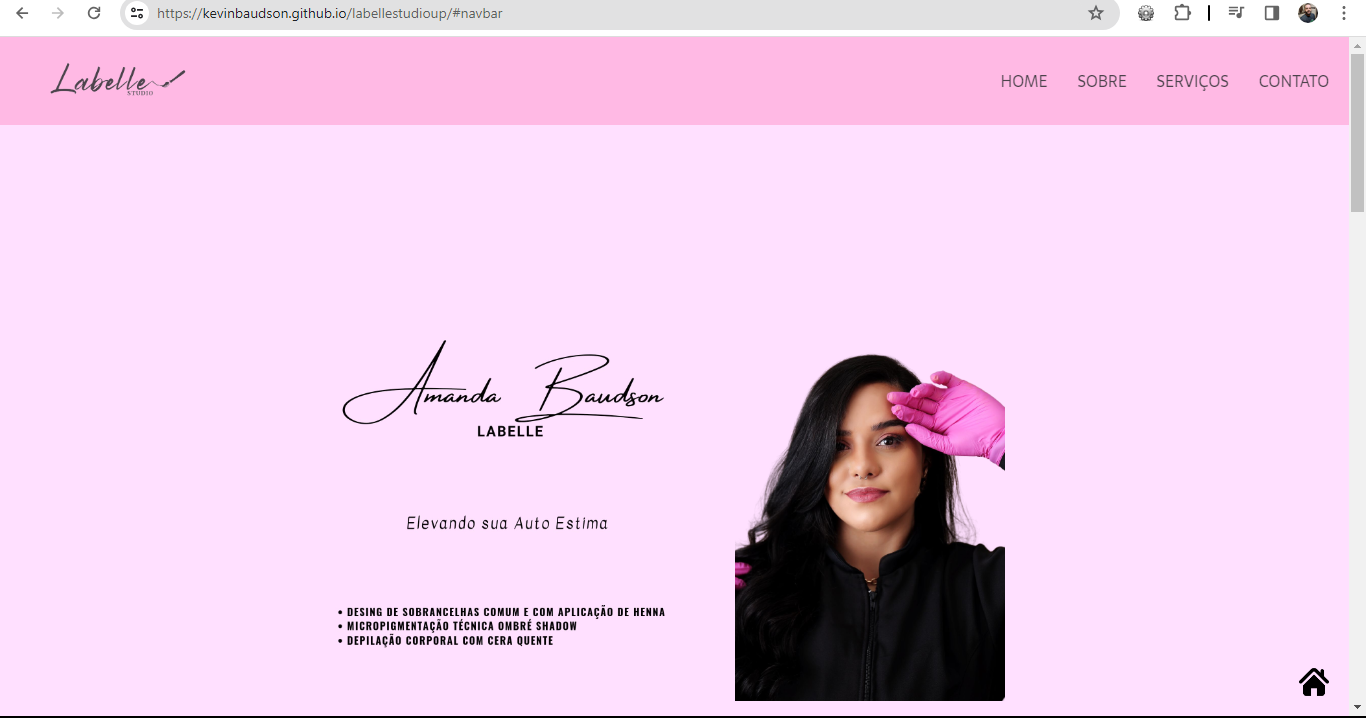 https://kevinbaudson.github.io/labellestudioup/#navbar
Labelle
STUDIO
HOME SOBRE SERVIÇOS CONTATO
Amanda Baudson
LABELLE
Elevando sua Auto Estima
• DESING DE SOBRANCELHAS COMUM E COM APLICAÇÃO DE HENNA
• MICROPIGMENTAÇÃO TÉCNICA OMBRÉ SHADOW
• DEPILAÇÃO CORPORAL COM CERA QUENTE